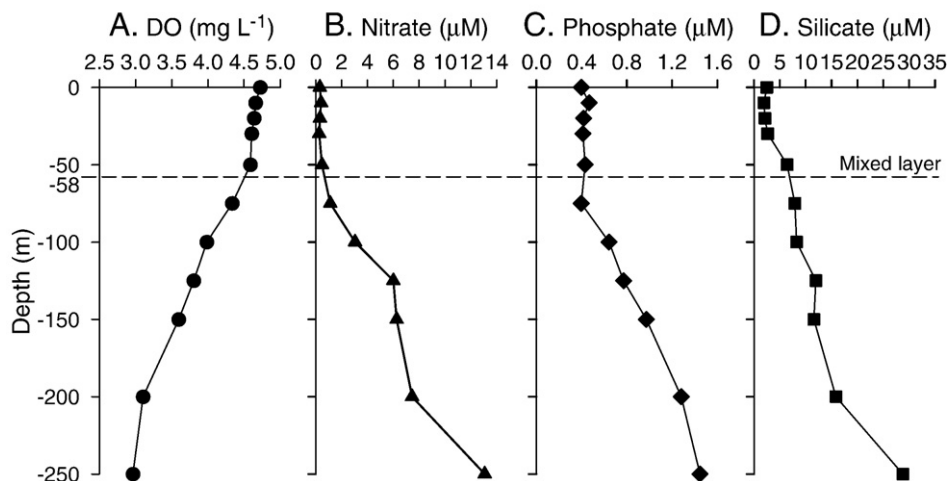 A. DO (mg L⁻¹) B. Nitrate (μM) C. Phosphate (μM) D. Silicate (μM)
2.5 3.0 3.5 4.0 4.5 5.0 0 2 4 6 8 10 12 14 0.0 0.4 0.8 1.2 1.6 0 5 10 15 20 25 30 35
0
-50
Mixed layer
-58
-100
-150
-200
-250
Depth (m)